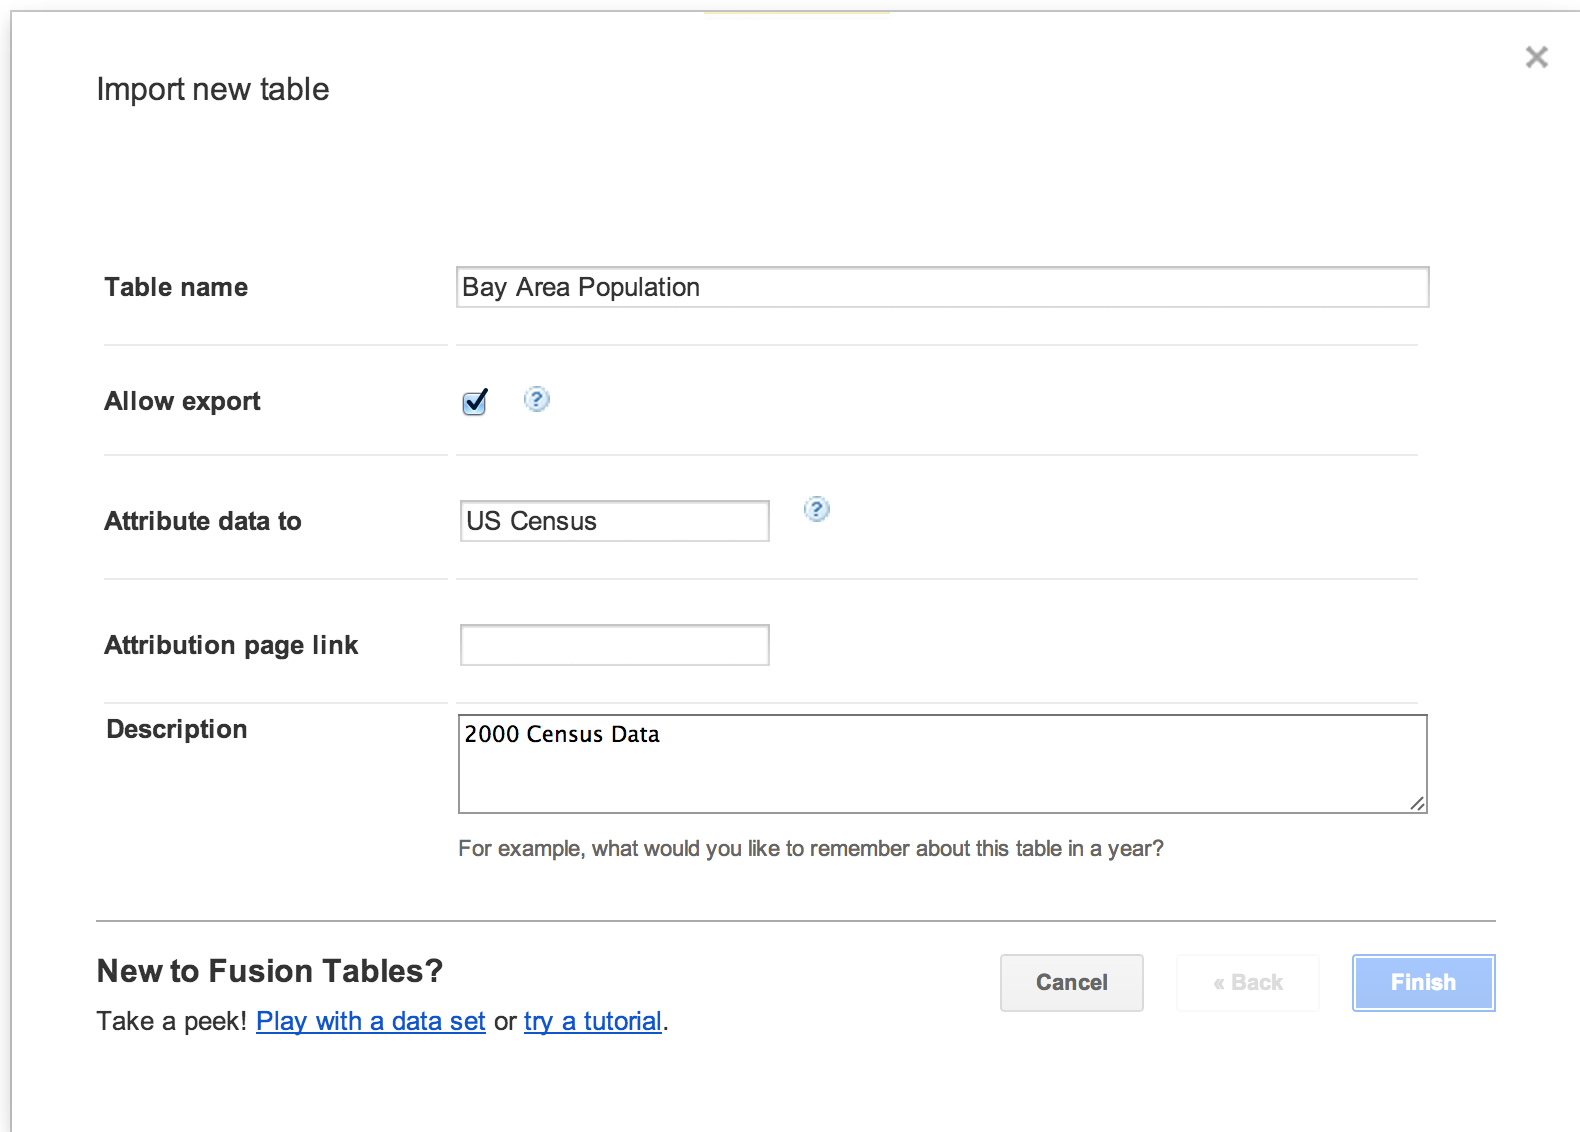 Import new table
Table name
Bay Area Population
Allow export
?
Attribute data to
US Census
?
Attribution page link
Description
2000 Census Data
For example, what would you like to remember about this table in a year?
New to Fusion Tables?
Take a peek! Play with a data set or try a tutorial.
Cancel
« Back
Finish